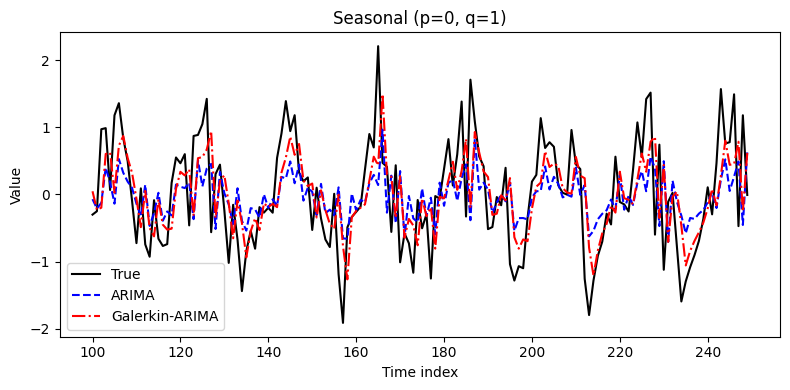 Seasonal (p=0, q=1)
Value
2
1
0
−1
−2
True
ARIMA
Galerkin-ARIMA
100 120 140 160 180 200 220 240
Time index